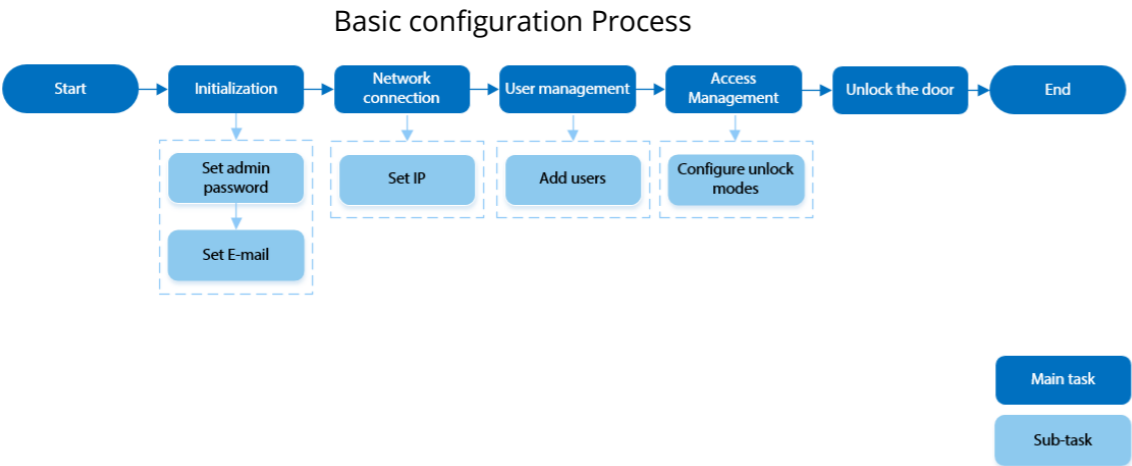 Basic configuration Process
Start
Initialization
Network
connection
User management
Access
Management
Unlock the door
End
Set admin
password
Set IP
Add users
Configure unlock
modes
Set E-mail
Main task
Sub-task